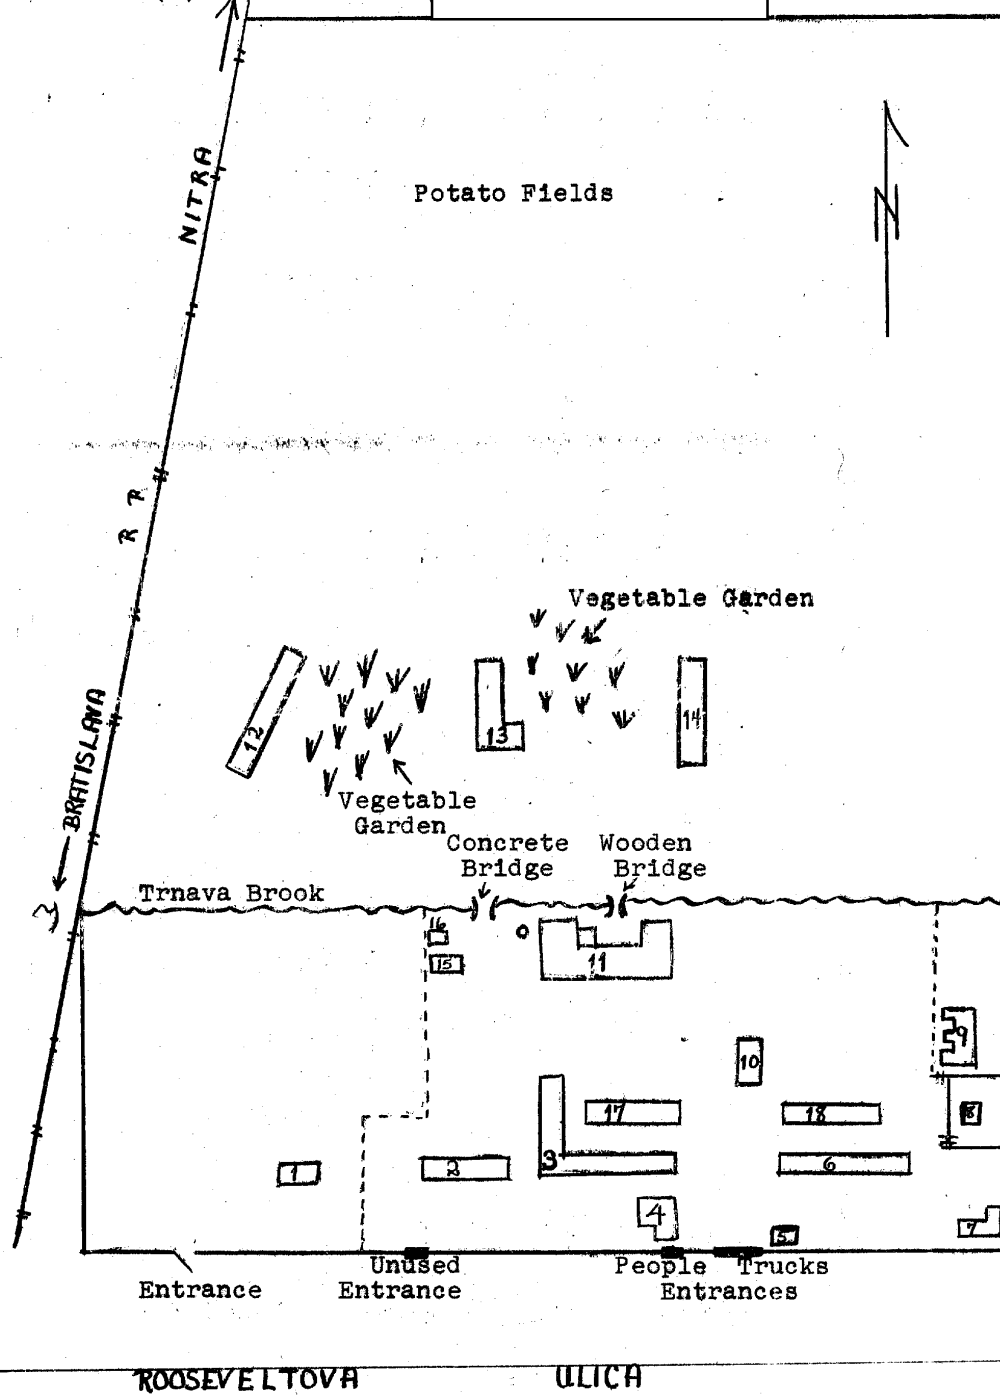 NITRA
Potato Fields
N
R R
Vegetable Garden
12
13
14
BRATISLAVA
Vegetable
Garden
Concrete
Bridge
Wooden
Bridge
Trnava Brook
16
15
11
9
10
17
18
8
1
2
3
6
4
5
7
Unused
Entrance
People Trucks
Entrances
Entrance
ROOSEVELTOVA ULICA